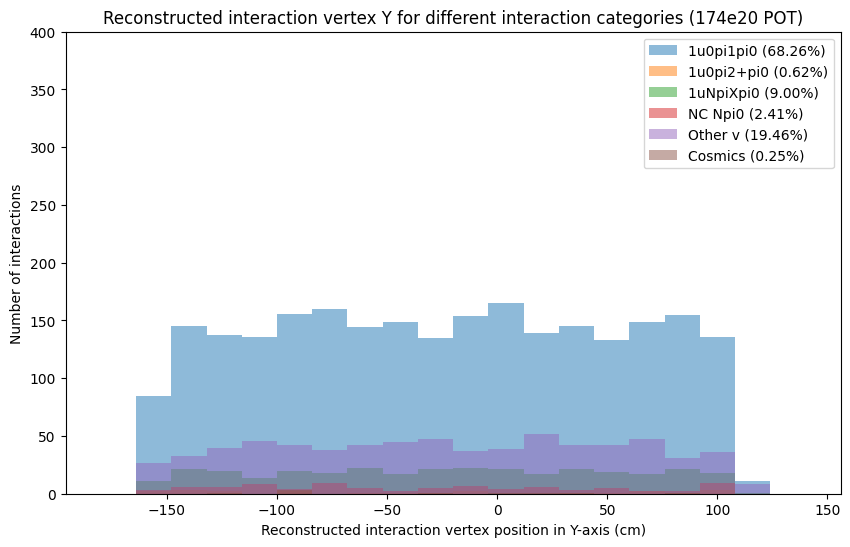 Reconstructed interaction vertex Y for different interaction categories (174e20 POT)
400
350
300
250
200
150
100
50
0
Number of interactions
1u0pi1pi0 (68.26%)
1u0pi2+pi0 (0.62%)
1uNpiXpi0 (9.00%)
NC Npi0 (2.41%)
Other v (19.46%)
Cosmics (0.25%)
−150
−100
−50
0
50
100
150
Reconstructed interaction vertex position in Y-axis (cm)